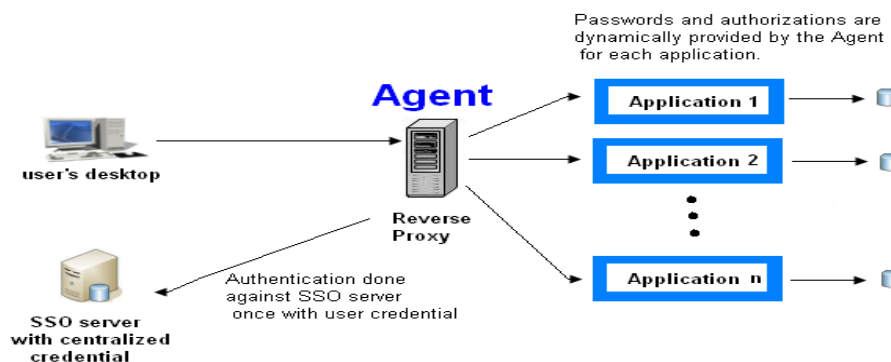 Passwords and authorizations are
dynamically provided by the Agent
for each application.
Agent
Application 1
user's desktop
Application 2
Reverse
Proxy
Application n
Authentication done
against SSO server
once with user credential
SSO server
with centralized
credential